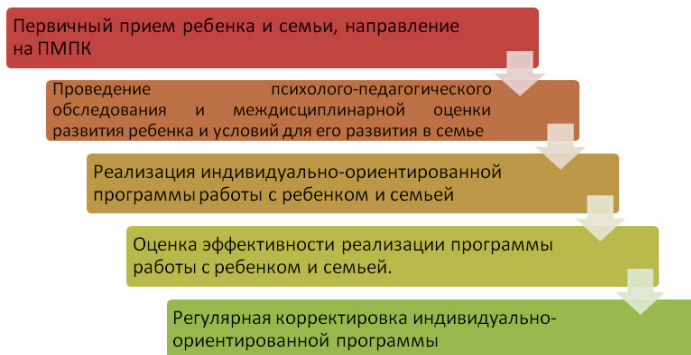 Первичный прием ребенка и семьи, направление
на ПМПК
Проведение психолого-педагогического
обследования и междисциплинарной оценки
развития ребенка и условий для его развития в семье
Реализация индивидуально-ориентированной
программы работы с ребенком и семьей
Оценка эффективности реализации программы
работы с ребенком и семьей.
Регулярная корректировка индивидуально-
ориентированной программы